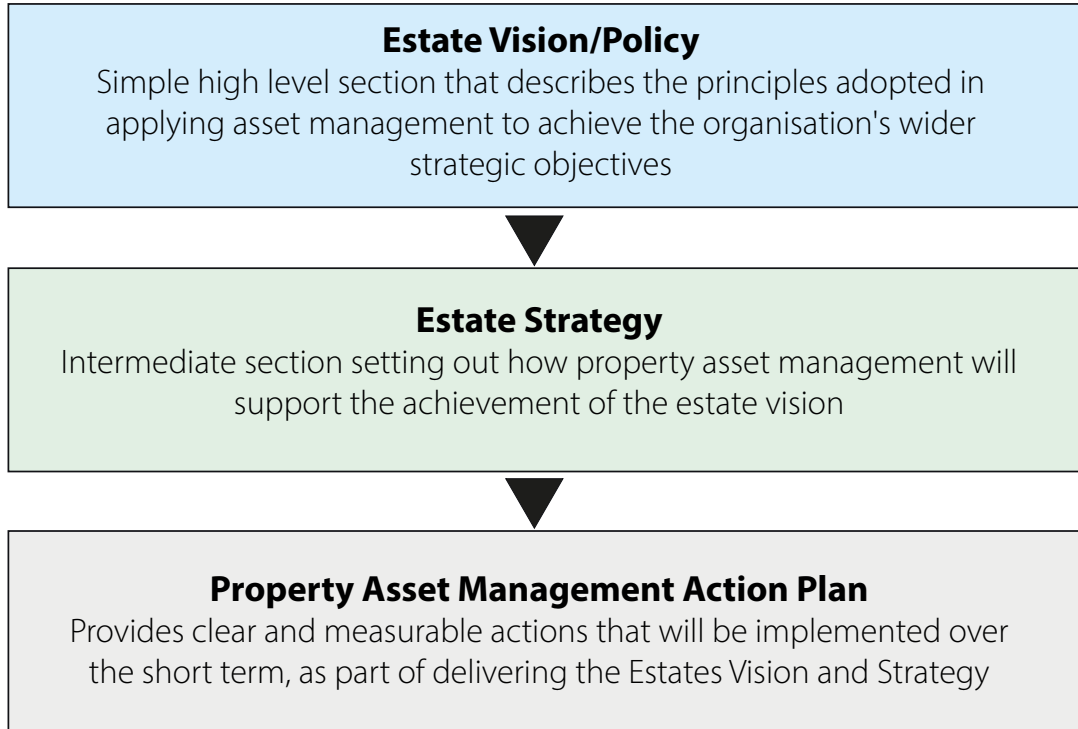 Estate Vision/Policy
Simple high level section that describes the principles adopted in
applying asset management to achieve the organisation's wider
strategic objectives
Estate Strategy
Intermediate section setting out how property asset management will
support the achievement of the estate vision
Property Asset Management Action Plan
Provides clear and measurable actions that will be implemented over
the short term, as part of delivering the Estates Vision and Strategy